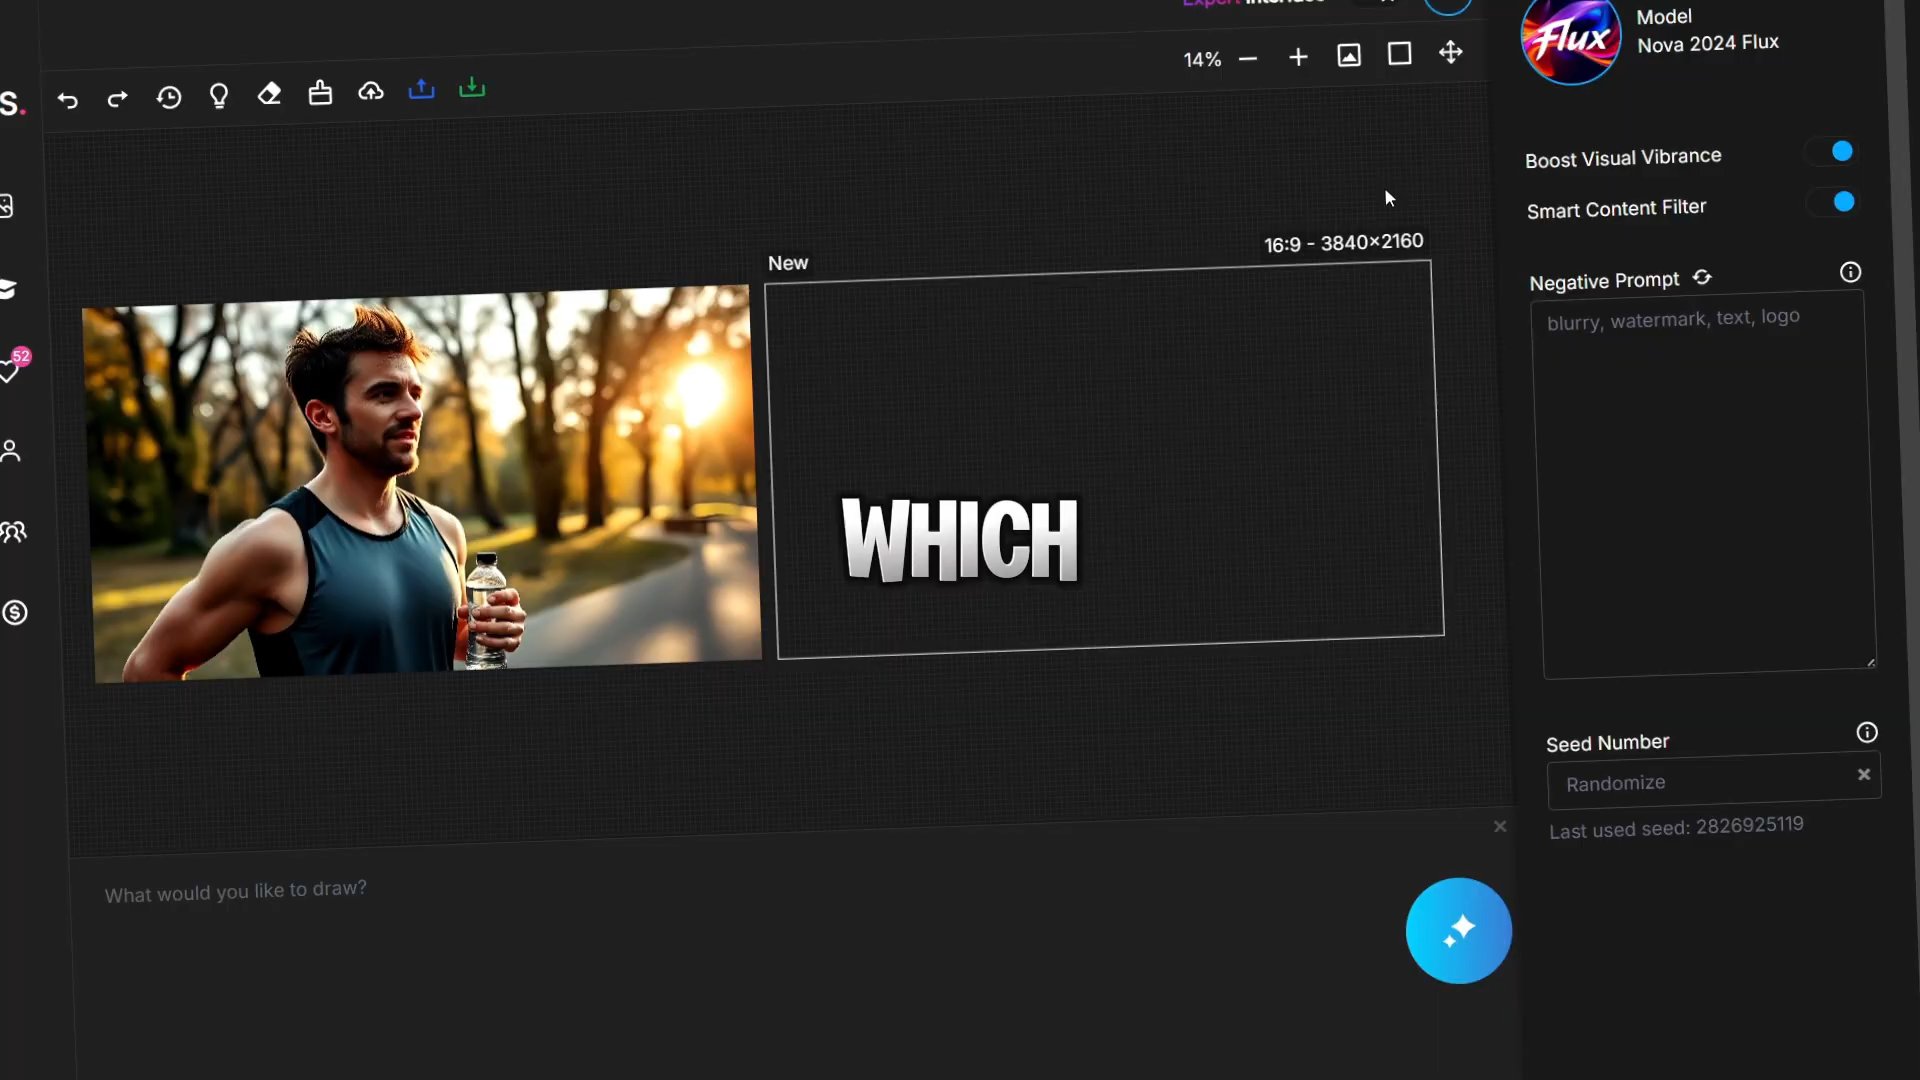 Expert Interface
Flux
Model
Nova 2024 Flux
14%
S.
Boost Visual Vibrance
Smart Content Filter
16:9 - 3840×2160
New
Negative Prompt
blurry, watermark, text, logo
52
WHICH
Seed Number
Randomize
Last used seed: 2826925119
What would you like to draw?